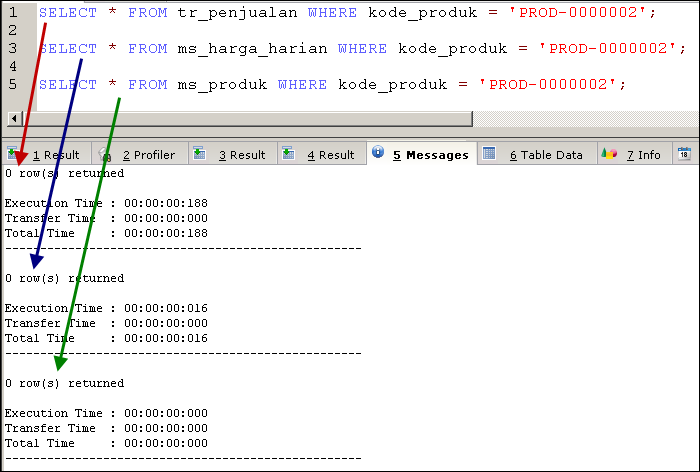 1 SELECT * FROM tr_penjualan WHERE kode_produk = 'PROD-0000002';
2
3 SELECT * FROM ms_harga_harian WHERE kode_produk = 'PROD-0000002';
4
5 SELECT * FROM ms_produk WHERE kode_produk = 'PROD-0000002';
1 Result 2 Profiler 3 Result 4 Result 5 Messages 6 Table Data 7 Info 18
0 row(s) returned
Execution Time : 00:00:00:188
Transfer Time : 00:00:00:000
Total Time : 00:00:00:188
---------------------------------------------------
0 row(s) returned
Execution Time : 00:00:00:016
Transfer Time : 00:00:00:000
Total Time : 00:00:00:016
---------------------------------------------------
0 row(s) returned
Execution Time : 00:00:00:000
Transfer Time : 00:00:00:000
Total Time : 00:00:00:000
---------------------------------------------------